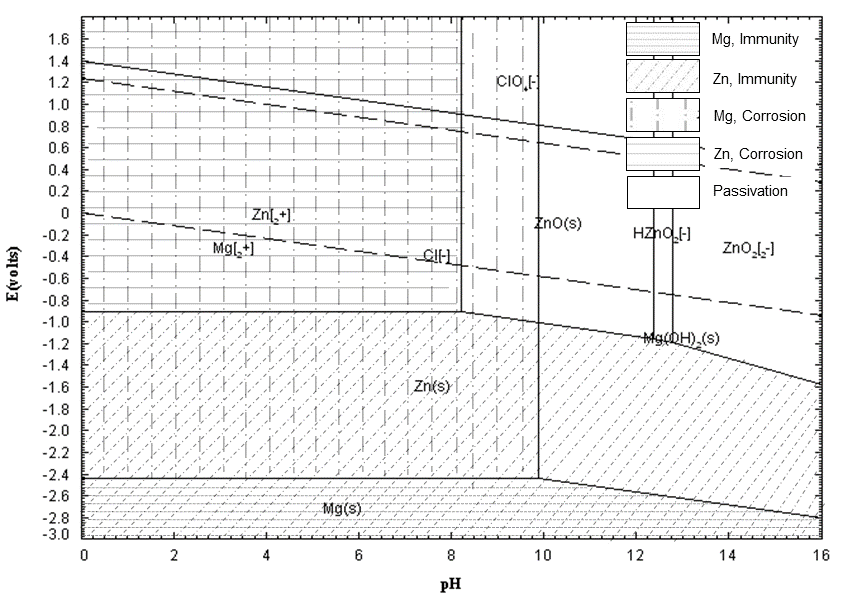 E(volts)
1.6
1.4
1.2
1.0
0.8
0.6
0.4
0.2
0
-0.2
-0.4
-0.6
-0.8
-1.0
-1.2
-1.4
-1.6
-1.8
-2.0
-2.2
-2.4
-2.6
-2.8
-3.0
ClO4[-]
Zn[2+]
Mg[2+]
Cl[-]
ZnO(s)
HZnO2[-]
ZnO2[2-]
Mg(OH)2(s)
Zn(s)
Mg(s)
Mg, Immunity
Zn, Immunity
Mg, Corrosion
Zn, Corrosion
Passivation
0 2 4 6 8 10 12 14 16
pH